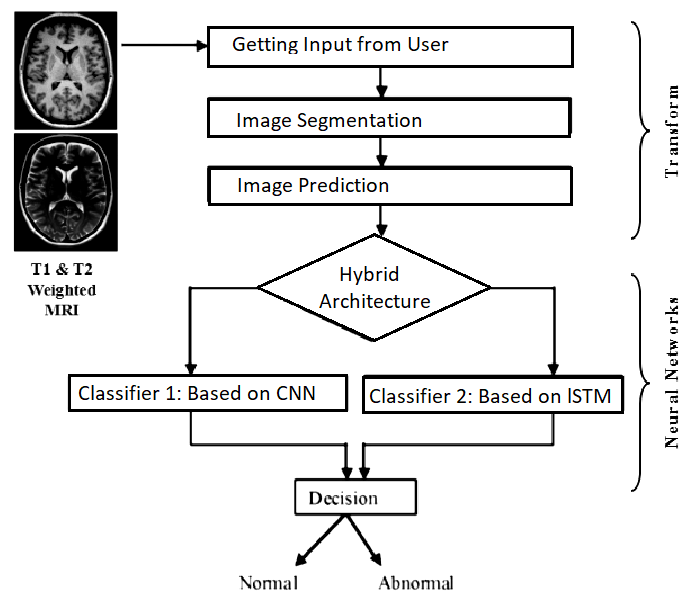 Getting Input from User
Image Segmentation
Image Prediction
T1 & T2
Weighted
MRI
Hybrid
Architecture
Classifier 1: Based on CNN
Classifier 2: Based on lSTM
Decision
Normal
Abnormal
Transform
Neural Networks